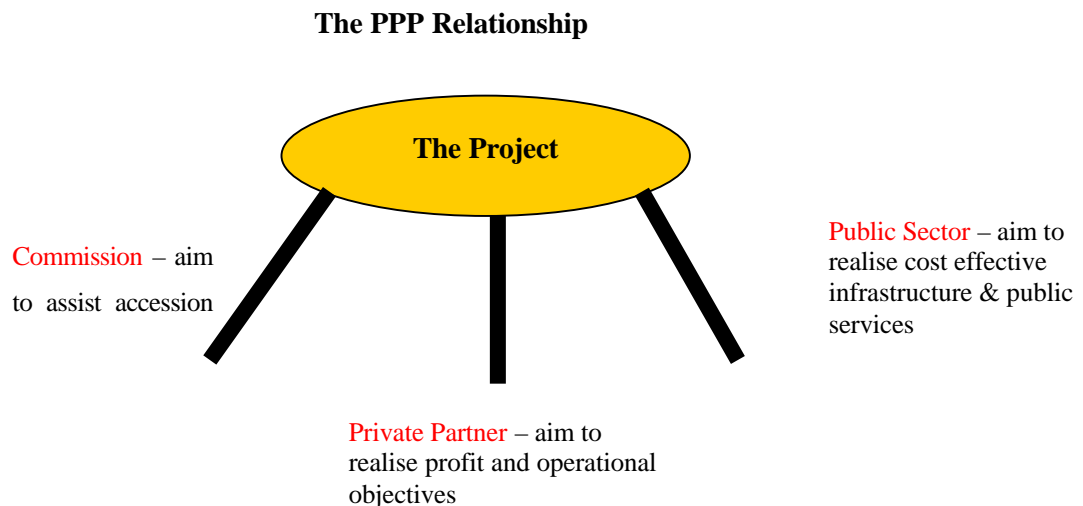 The PPP Relationship
The Project
Commission – aim
to assist accession
Public Sector – aim to
realise cost effective
infrastructure & public
services
Private Partner – aim to
realise profit and operational
objectives